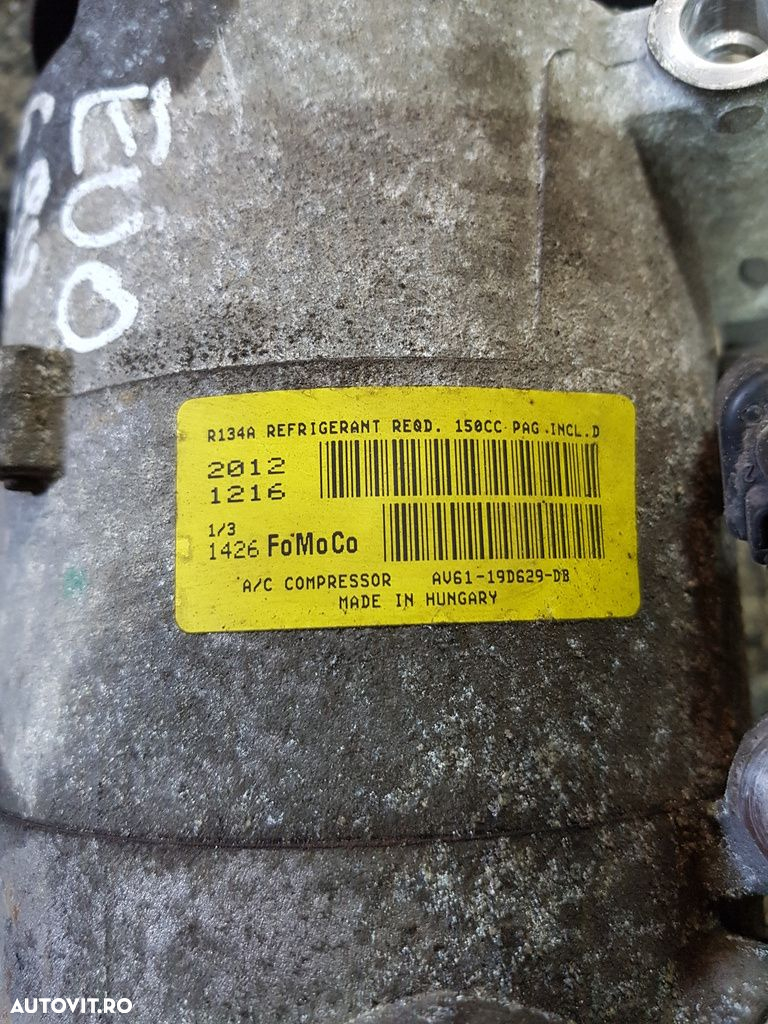 R134A REFRIGERANT REQD. 150CC PAG.INCL.D
2012
1216
1/3
1426 FoMoCo
A/C COMPRESSOR AV61-19D629-DB
MADE IN HUNGARY
AUTOVIT.RO